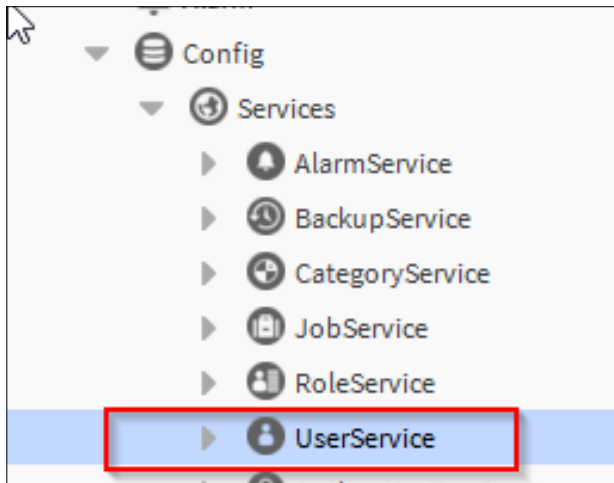 Config
Services
AlarmService
BackupService
CategoryService
JobService
RoleService
UserService